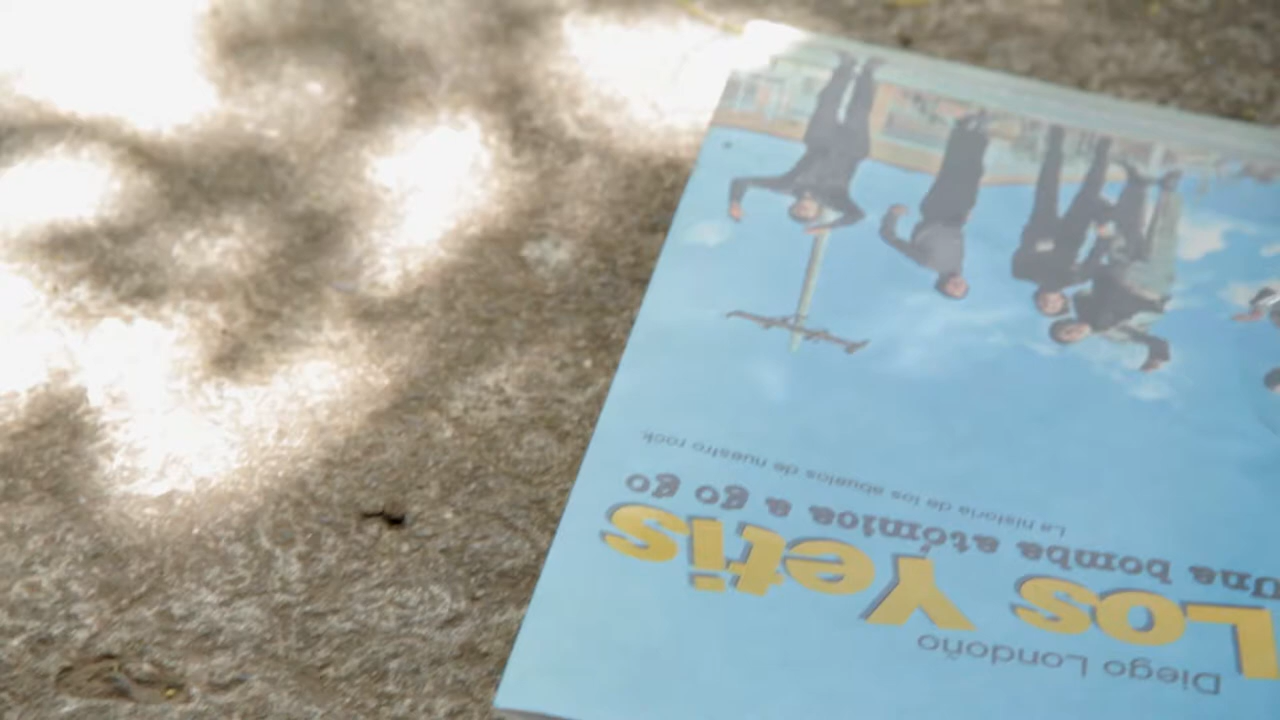 Diego Londoño
Los Yetis
Una bomba atómica a go go
La historia de los abuelos de nuestro rock.